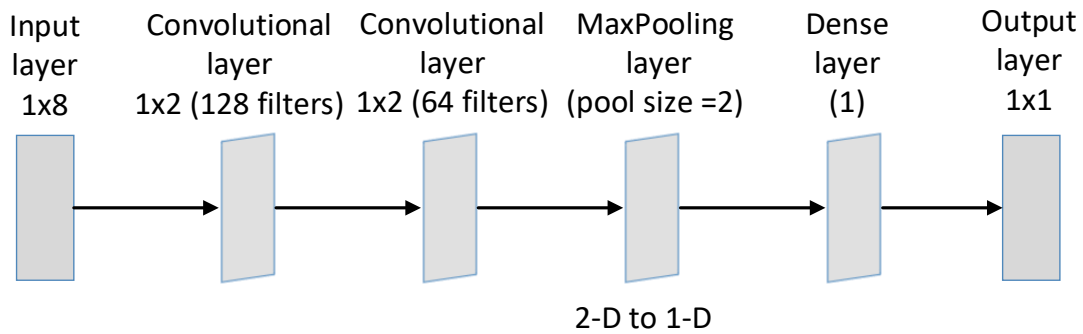 Input
layer
1x8
Convolutional
layer
1x2 (128 filters)
Convolutional
layer
1x2 (64 filters)
MaxPooling
layer
(pool size =2)
Dense
layer
(1)
Output
layer
1x1
2-D to 1-D